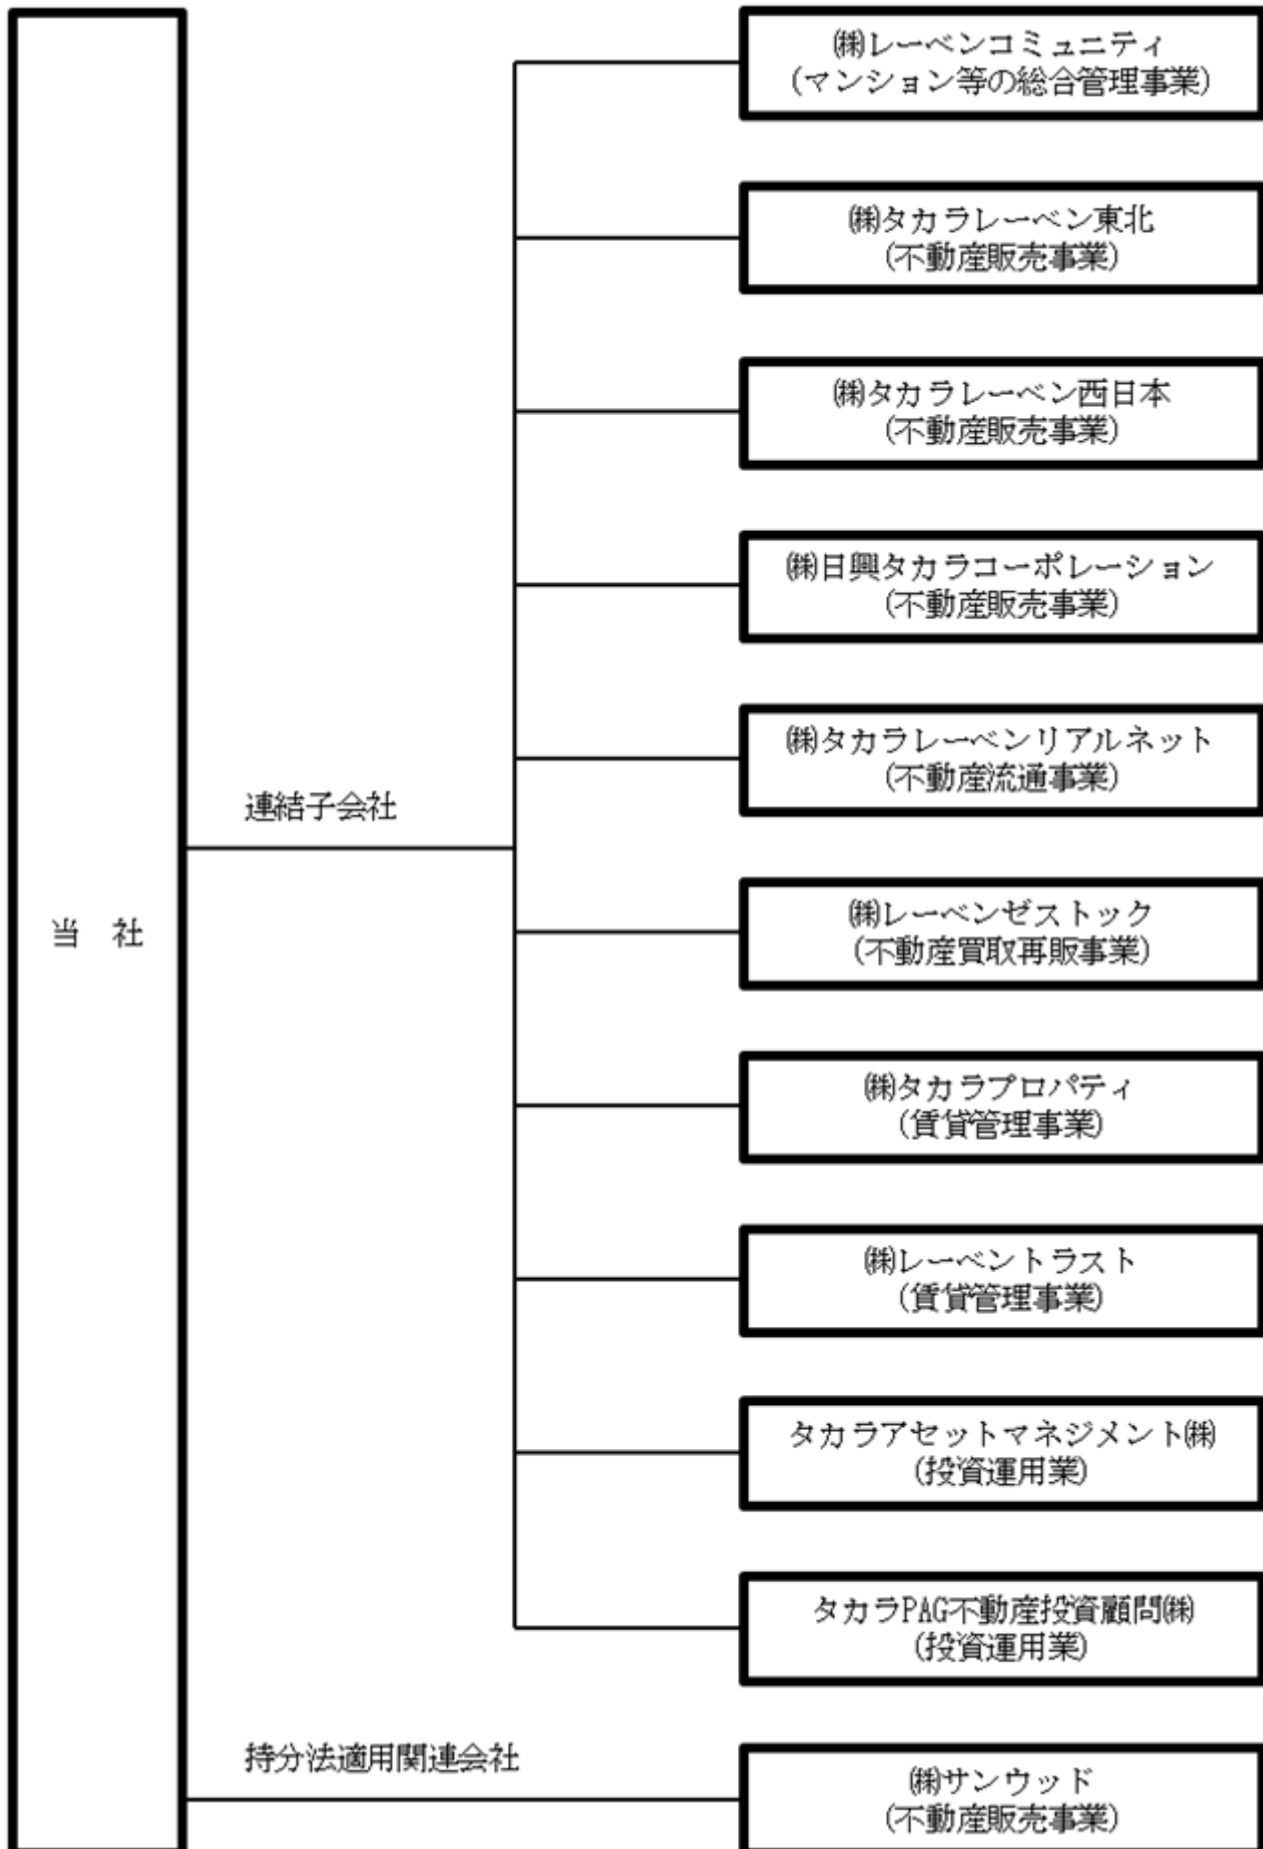 当 社
連結子会社
㈱レーベンコミュニティ
(マンション等の総合管理事業)
㈱タカラレーベン東北
(不動産販売事業)
㈱タカラレーベン西日本
(不動産販売事業)
㈱日興タカラコーポレーション
(不動産販売事業)
㈱タカラレーベンリアルネット
(不動産流通事業)
㈱レーベンゼストック
(不動産買取再販事業)
㈱タカラプロパティ
(賃貸管理事業)
㈱レーベントラスト
(賃貸管理事業)
タカラアセットマネジメント㈱
(投資運用業)
タカラPAG不動産投資顧問㈱
(投資運用業)
持分法適用関連会社
㈱サンウッド
(不動産販売事業)